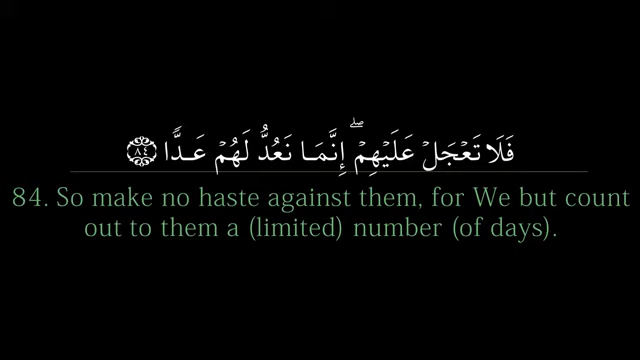 فَلَا تَعْجَلْ عَلَيْهِمْ ۖ إِنَّمَا نَعُدُّ لَهُمْ عَدًّا ﴿٨٤﴾
84. So make no haste against them, for We but count
out to them a (limited) number (of days).